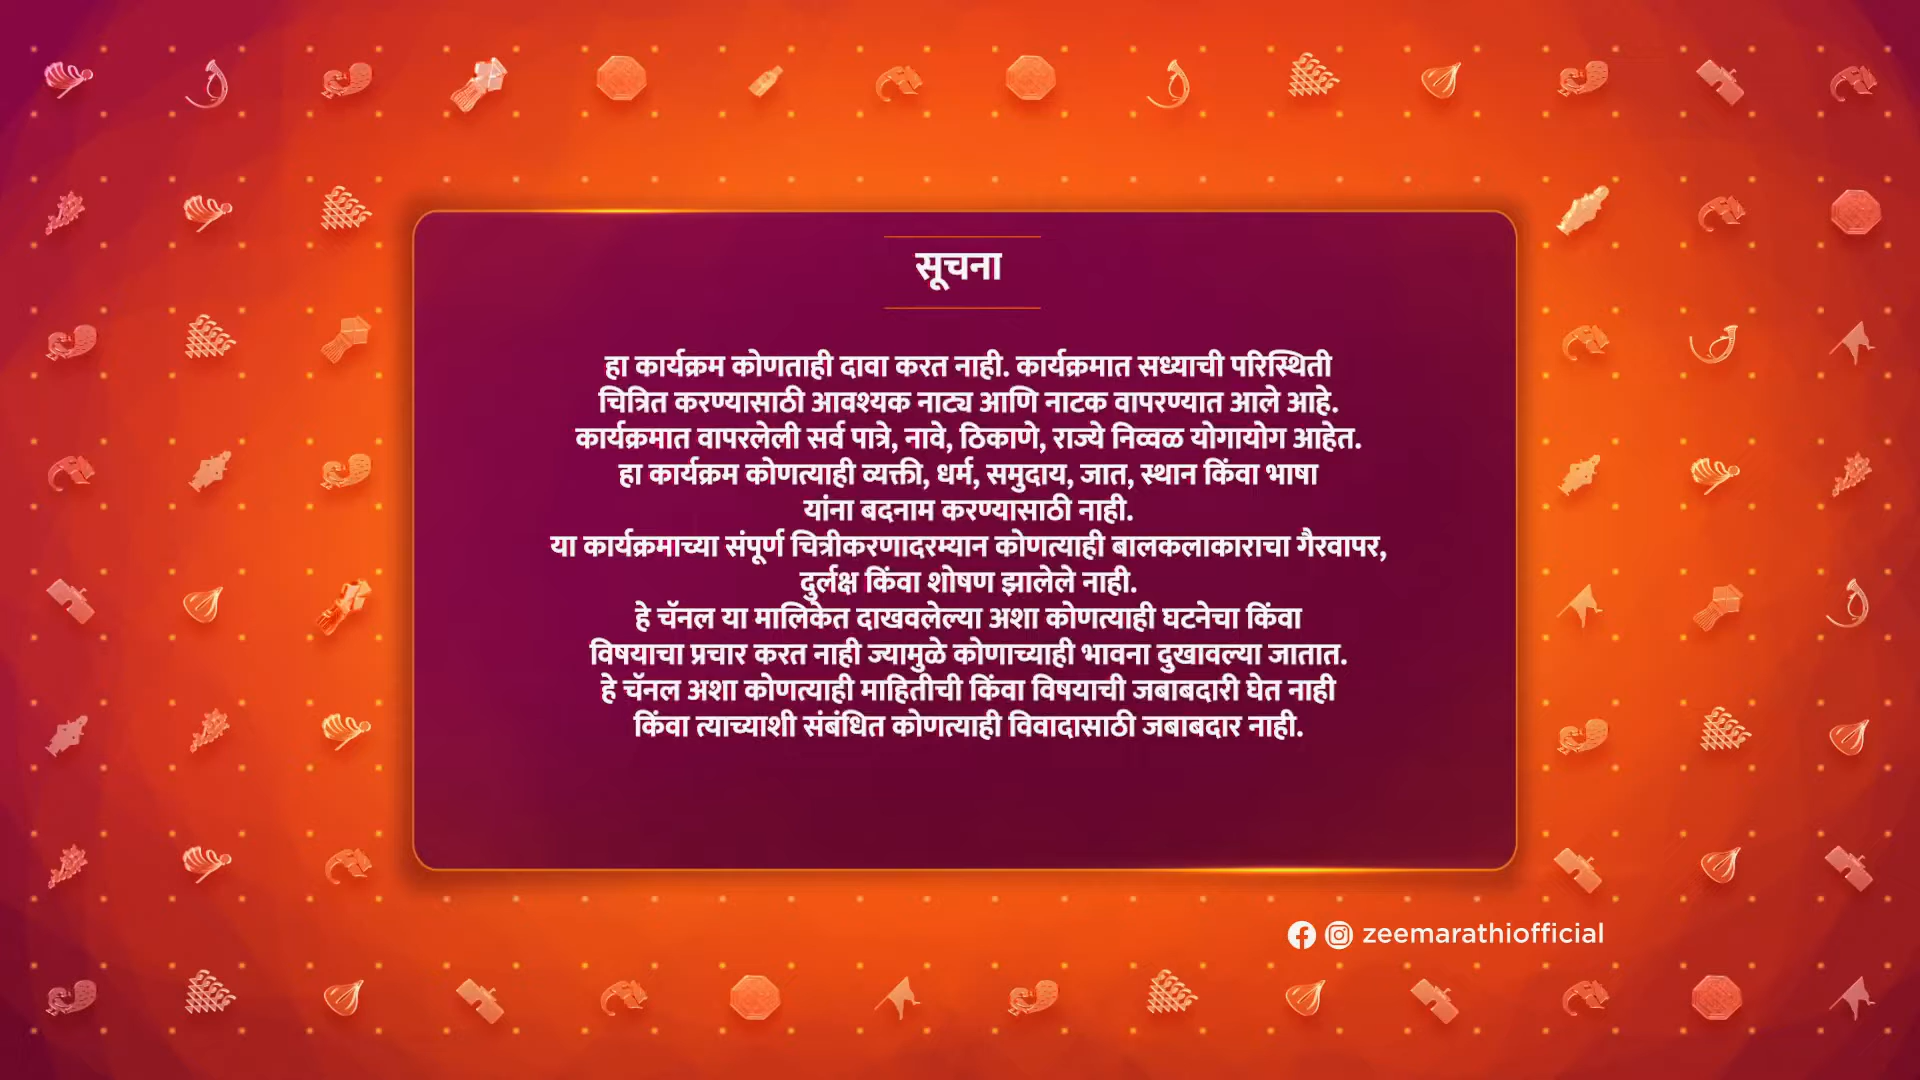 सूचना
हा कार्यक्रम कोणताही दावा करत नाही. कार्यक्रमात सध्याची परिस्थिती
चित्रित करण्यासाठी आवश्यक नाट्य आणि नाटक वापरण्यात आले आहे.
कार्यक्रमात वापरलेली सर्व पात्रे, नावे, ठिकाणे, राज्ये निव्वळ योगायोग आहेत.
हा कार्यक्रम कोणत्याही व्यक्ती, धर्म, समुदाय, जात, स्थान किंवा भाषा
यांना बदनाम करण्यासाठी नाही.
या कार्यक्रमाच्या संपूर्ण चित्रीकरणादरम्यान कोणत्याही बालकलाकाराचा गैरवापर,
दुर्लक्ष किंवा शोषण झालेले नाही.
हे चॅनल या मालिकेत दाखवलेल्या अशा कोणत्याही घटनेचा किंवा
विषयाचा प्रचार करत नाही ज्यामुळे कोणाच्याही भावना दुखावल्या जातात.
हे चॅनल अशा कोणत्याही माहितीची किंवा विषयाची जबाबदारी घेत नाही
किंवा त्याच्याशी संबंधित कोणत्याही विवादासाठी जबाबदार नाही.
zeemarathiofficial